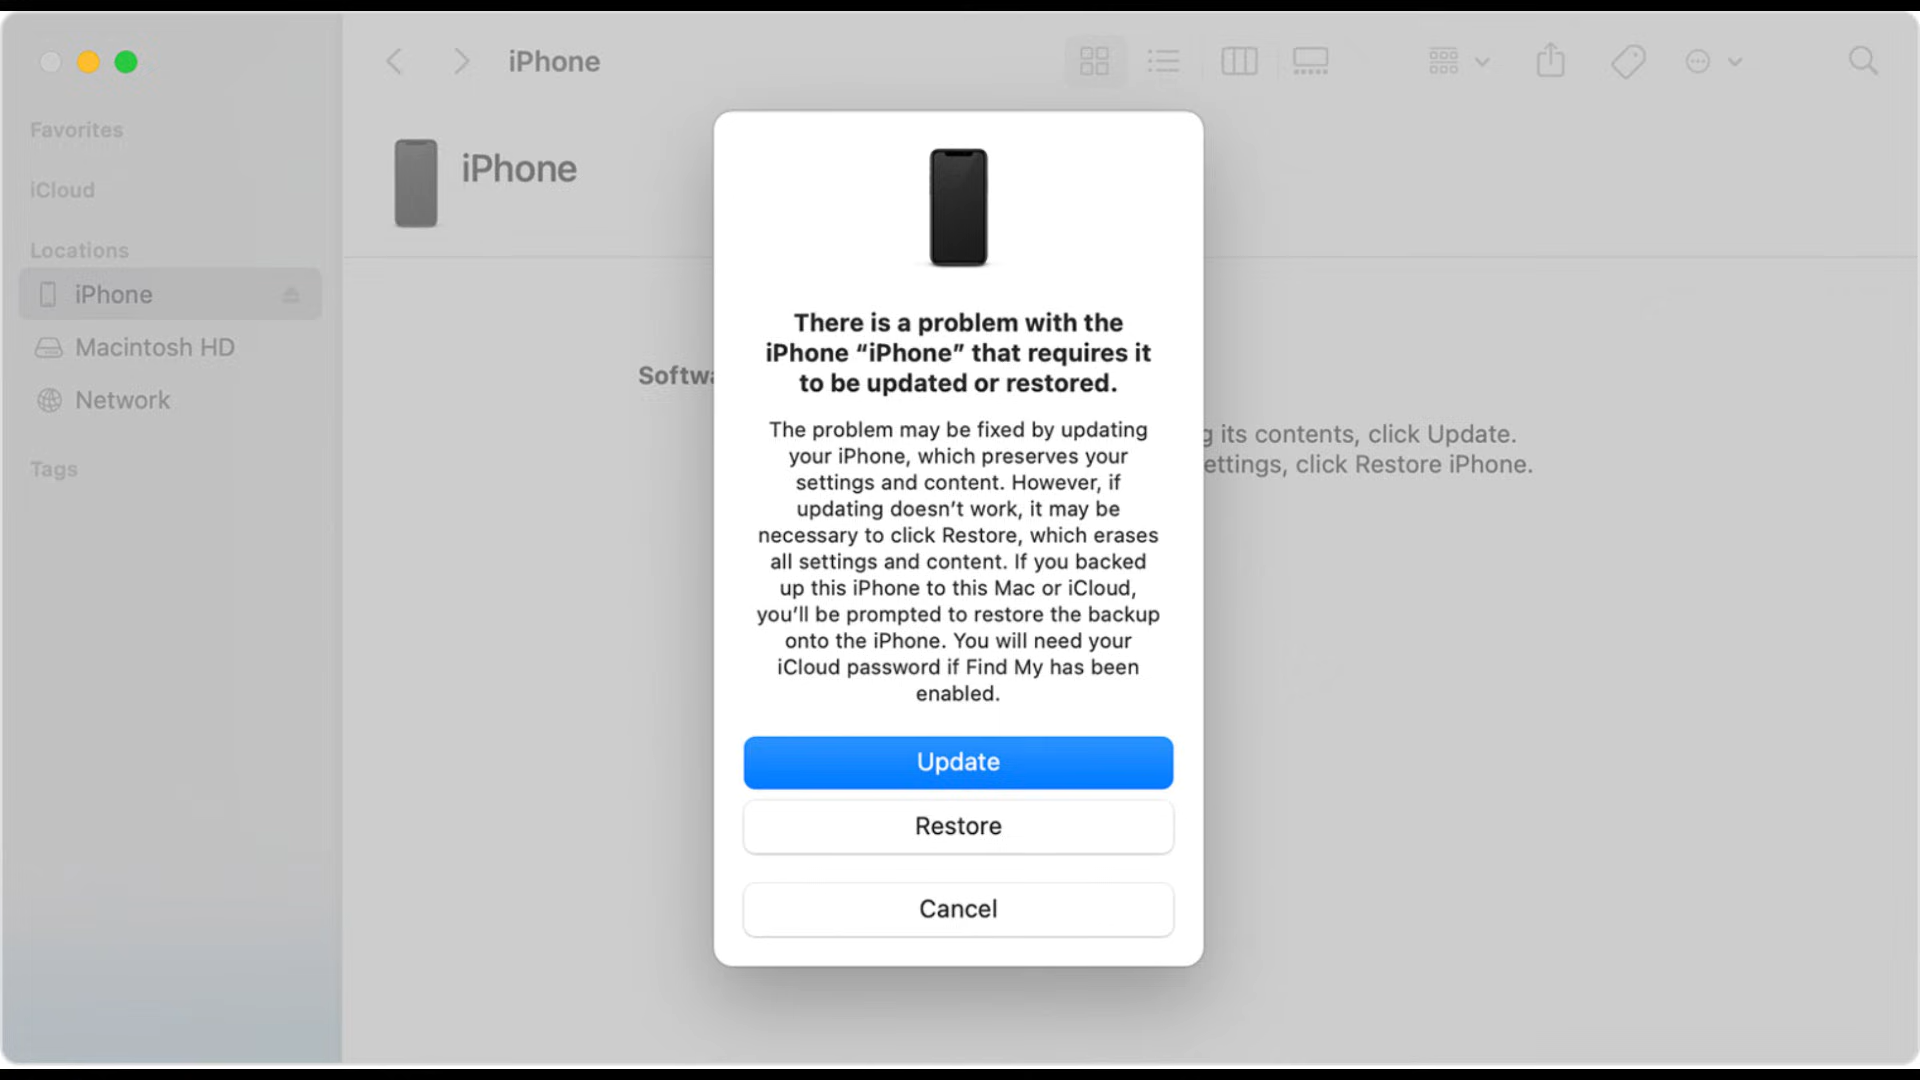 iPhone
Favorites
iCloud
Locations
iPhone
Macintosh HD
Network
Tags
iPhone
There is a problem with the
iPhone “iPhone” that requires it
to be updated or restored.
The problem may be fixed by updating
your iPhone, which preserves your
settings and content. However, if
updating doesn’t work, it may be
necessary to click Restore, which erases
all settings and content. If you backed
up this iPhone to this Mac or iCloud,
you’ll be prompted to restore the backup
onto the iPhone. You will need your
iCloud password if Find My has been
enabled.
Update
Restore
Cancel
its contents, click Update.
click Restore iPhone.